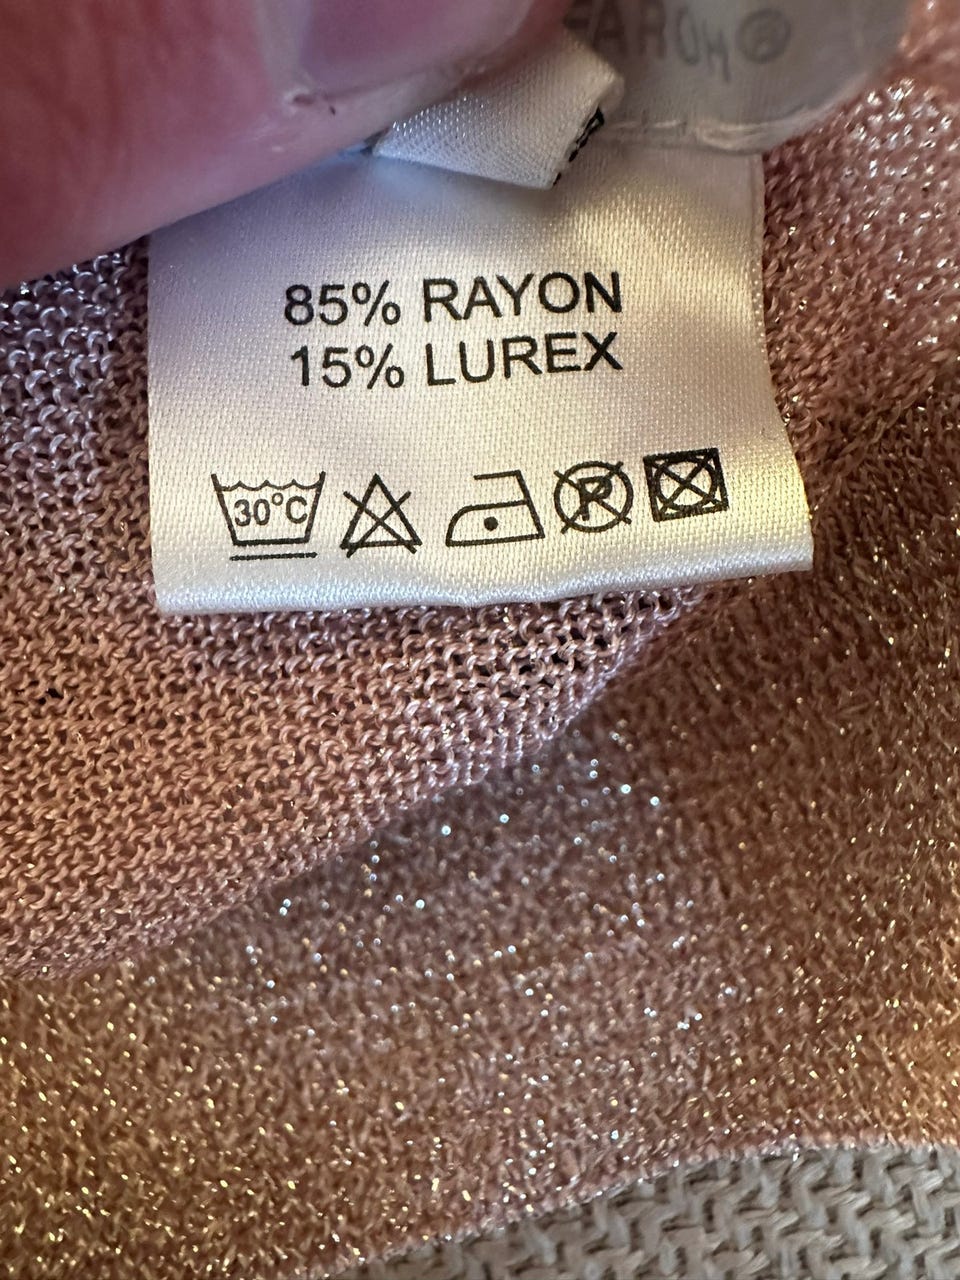 85% RAYON
15% LUREX
30°C
P